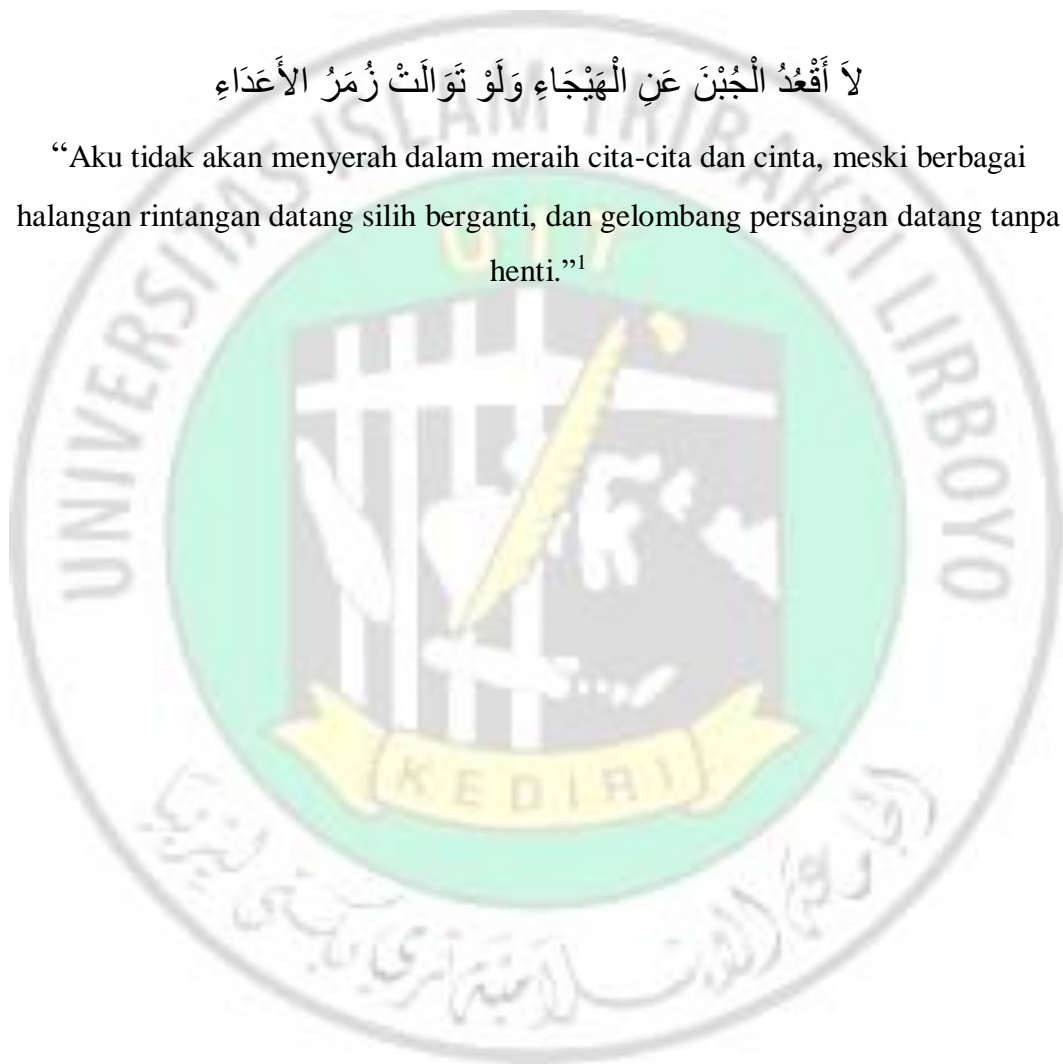 لاَ أَقْعُدُ الْجُبْنَ عَنِ الْهَيْجَاءِ وَلَوْ تَوَالَتْ زُمَرُ الأَعَدَاءِ
“Aku tidak akan menyerah dalam meraih cita-cita dan cinta, meski berbagai
halangan rintangan datang silih berganti, dan gelombang persaingan datang tanpa
henti.”1
UNIVERSITAS ISLAM TRIBAKTI LIRBOYO
UIT
KEDIRI